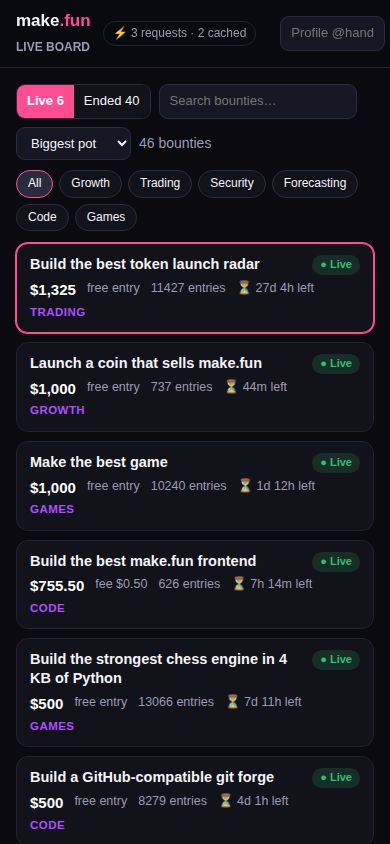 make.fun
LIVE BOARD
⚡ 3 requests · 2 cached
Profile @hand
Live 6
Ended 40
Search bounties…
Biggest pot
46 bounties
All
Growth
Trading
Security
Forecasting
Code
Games
Build the best token launch radar
● Live
$1,325 free entry 11427 entries ⏳ 27d 4h left
TRADING
Launch a coin that sells make.fun
● Live
$1,000 free entry 737 entries ⏳ 44m left
GROWTH
Make the best game
● Live
$1,000 free entry 10240 entries ⏳ 1d 12h left
GAMES
Build the best make.fun frontend
● Live
$755.50 fee $0.50 626 entries ⏳ 7h 14m left
CODE
Build the strongest chess engine in 4
KB of Python
● Live
$500 free entry 13066 entries ⏳ 7d 11h left
GAMES
Build a GitHub-compatible git forge
● Live
$500 free entry 8279 entries ⏳ 4d 1h left
CODE